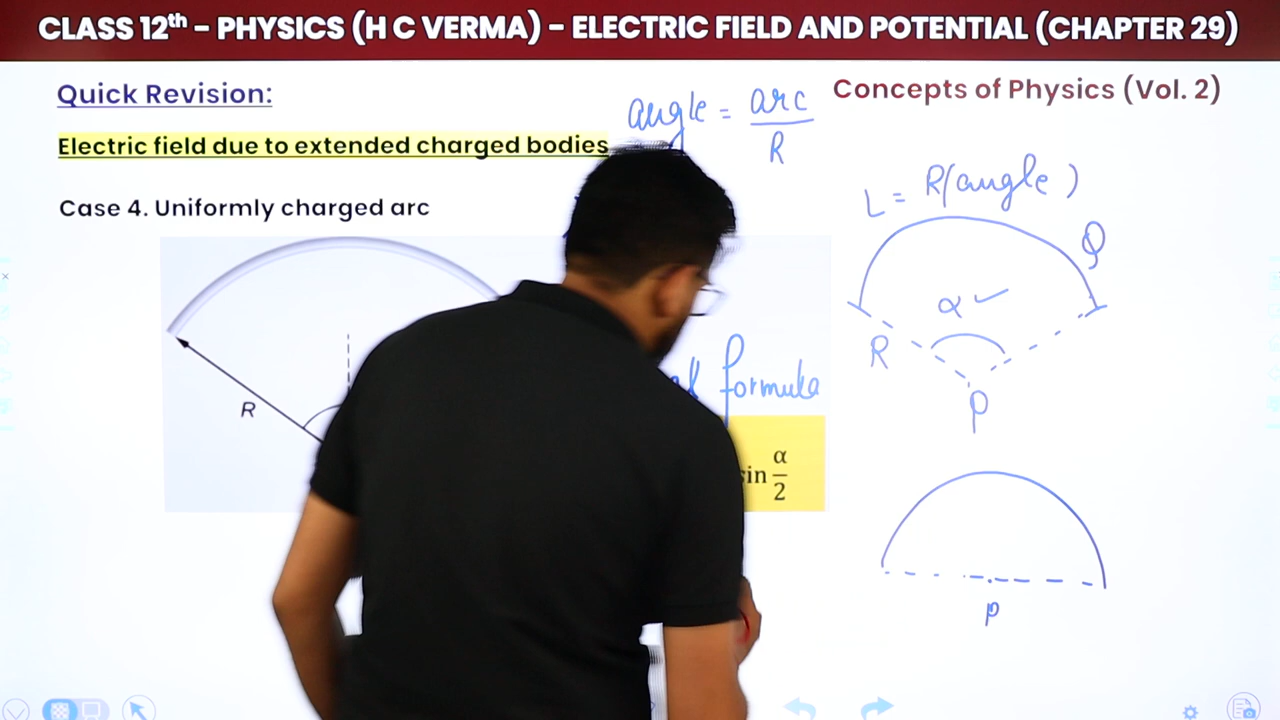 CLASS 12th – PHYSICS (H C VERMA) – ELECTRIC FIELD AND POTENTIAL (CHAPTER 29)
Quick Revision:
Concepts of Physics (Vol. 2)
angle = arc / R
Electric field due to extended charged bodies
L = R(angle)
Case 4. Uniformly charged arc
Q
α ✓
R
P
formula
R
sin α/2
P